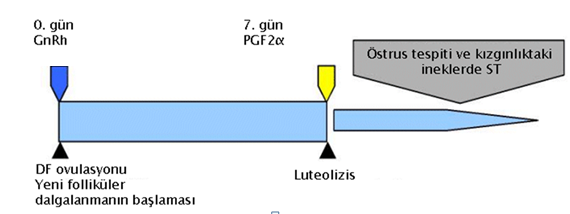 0. gün
GnRh
7. gün
PGF2α
Östrus tespiti ve kızgınlıktaki
ineklerde ST
DF ovulasyonu
Yeni folliküler
dalgalanmanın başlaması
Luteolizis